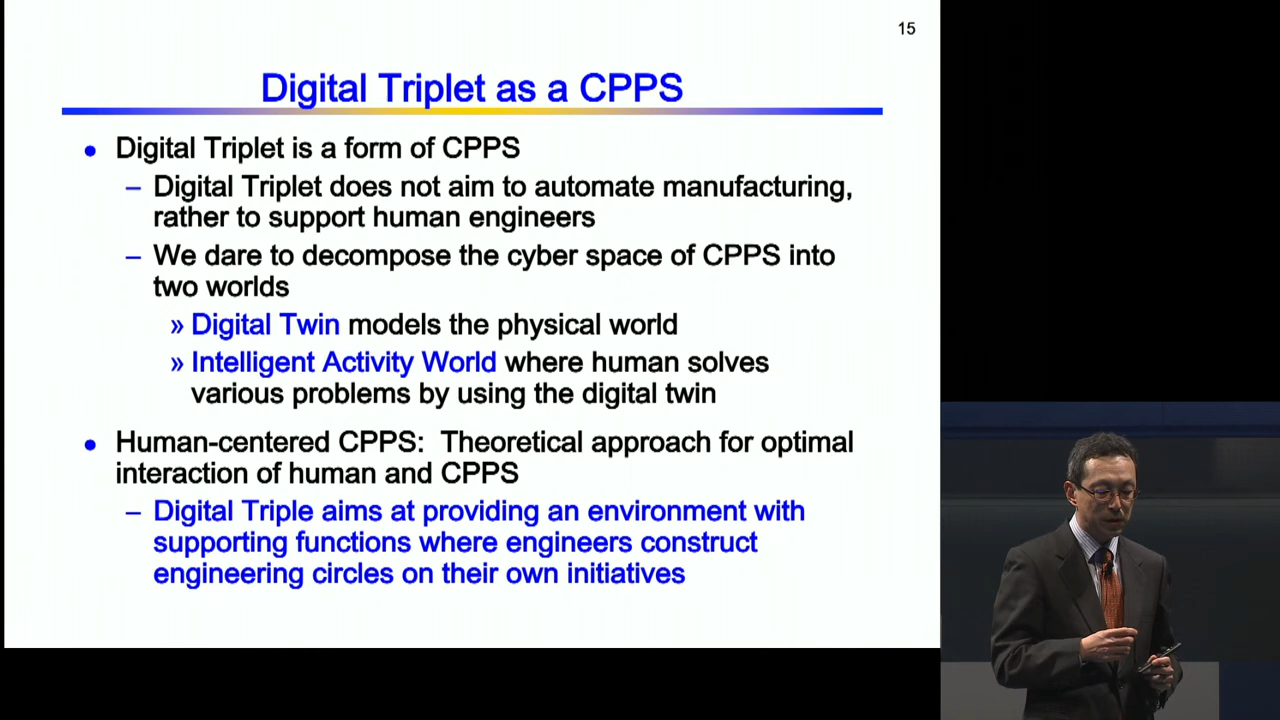 15
Digital Triplet as a CPPS
• Digital Triplet is a form of CPPS
– Digital Triplet does not aim to automate manufacturing,
rather to support human engineers
– We dare to decompose the cyber space of CPPS into
two worlds
» Digital Twin models the physical world
» Intelligent Activity World where human solves
various problems by using the digital twin
• Human-centered CPPS: Theoretical approach for optimal
interaction of human and CPPS
– Digital Triple aims at providing an environment with
supporting functions where engineers construct
engineering circles on their own initiatives